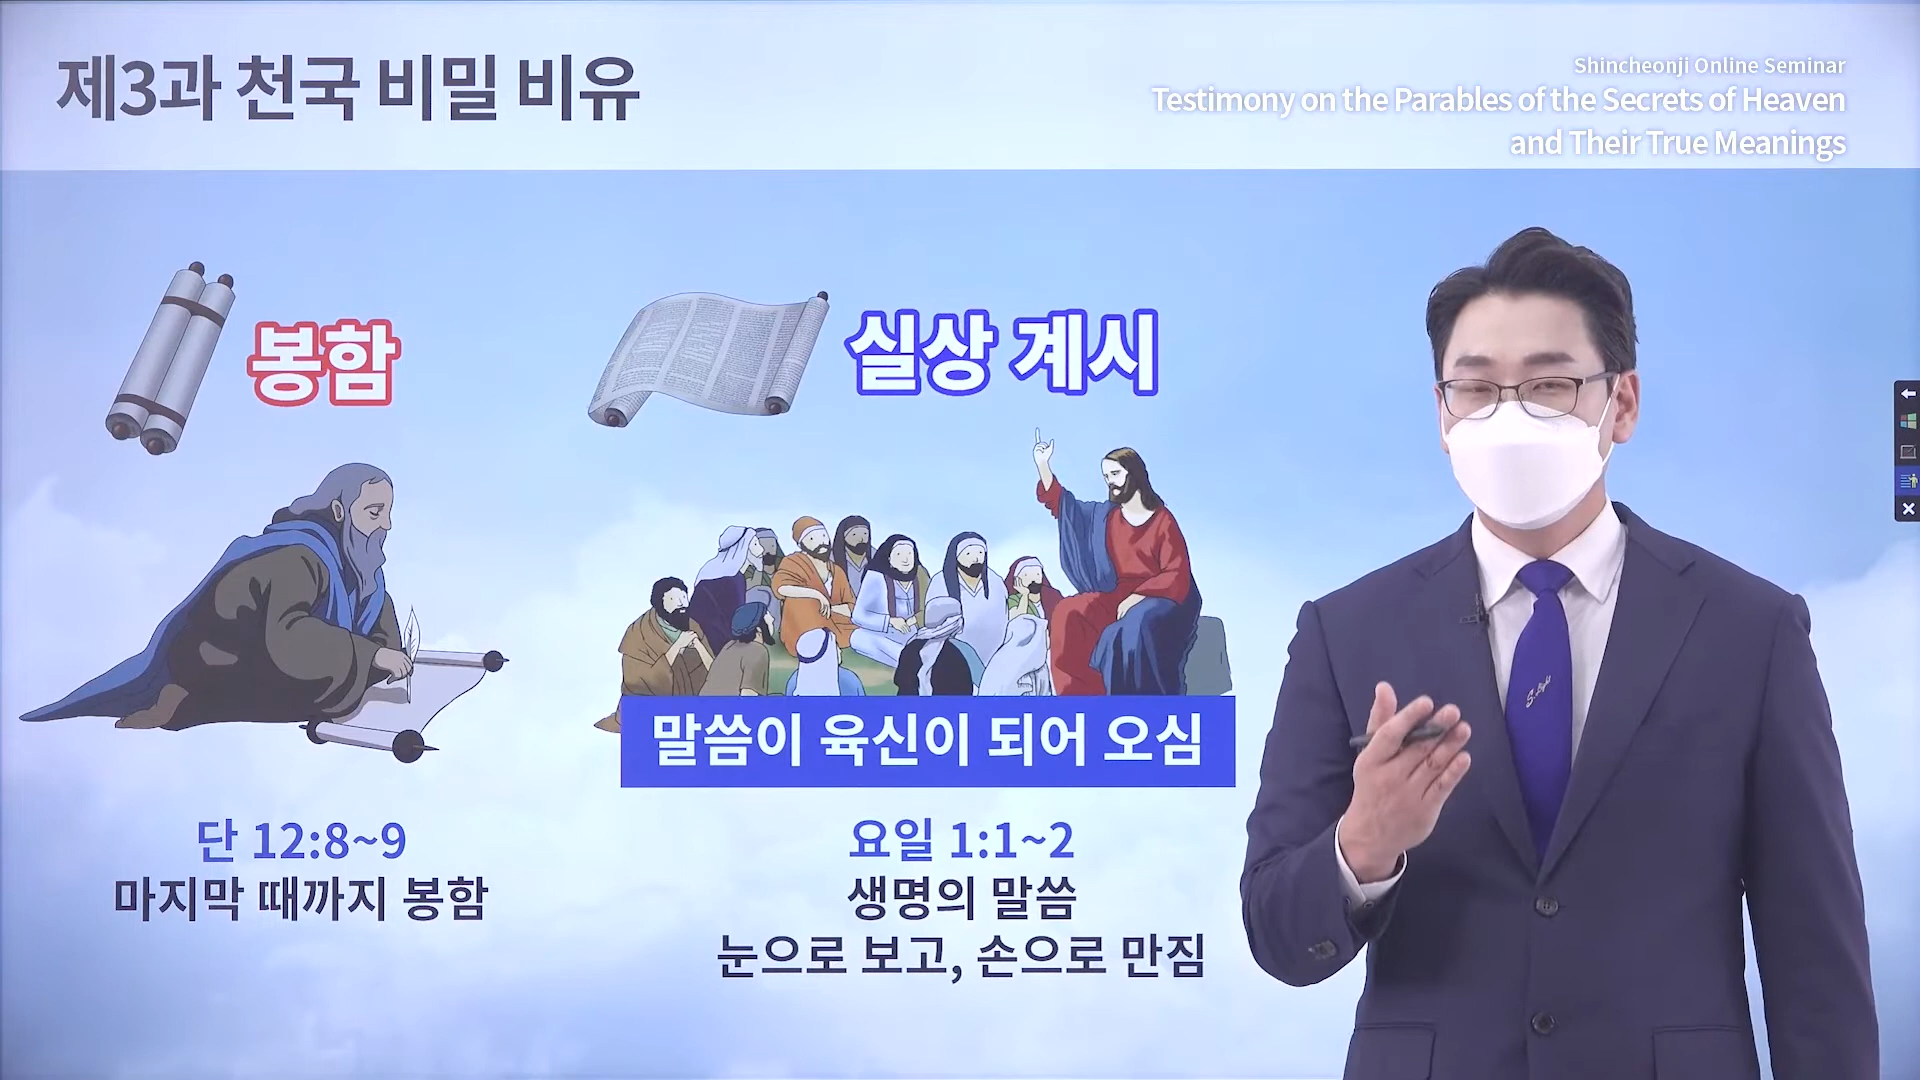 제3과 천국 비밀 비유
Shincheonji Online Seminar
Testimony on the Parables of the Secrets of Heaven
and Their True Meanings
봉함
실상 계시
말씀이 육신이 되어 오심
단 12:8~9
마지막 때까지 봉함
요일 1:1~2
생명의 말씀
눈으로 보고, 손으로 만짐